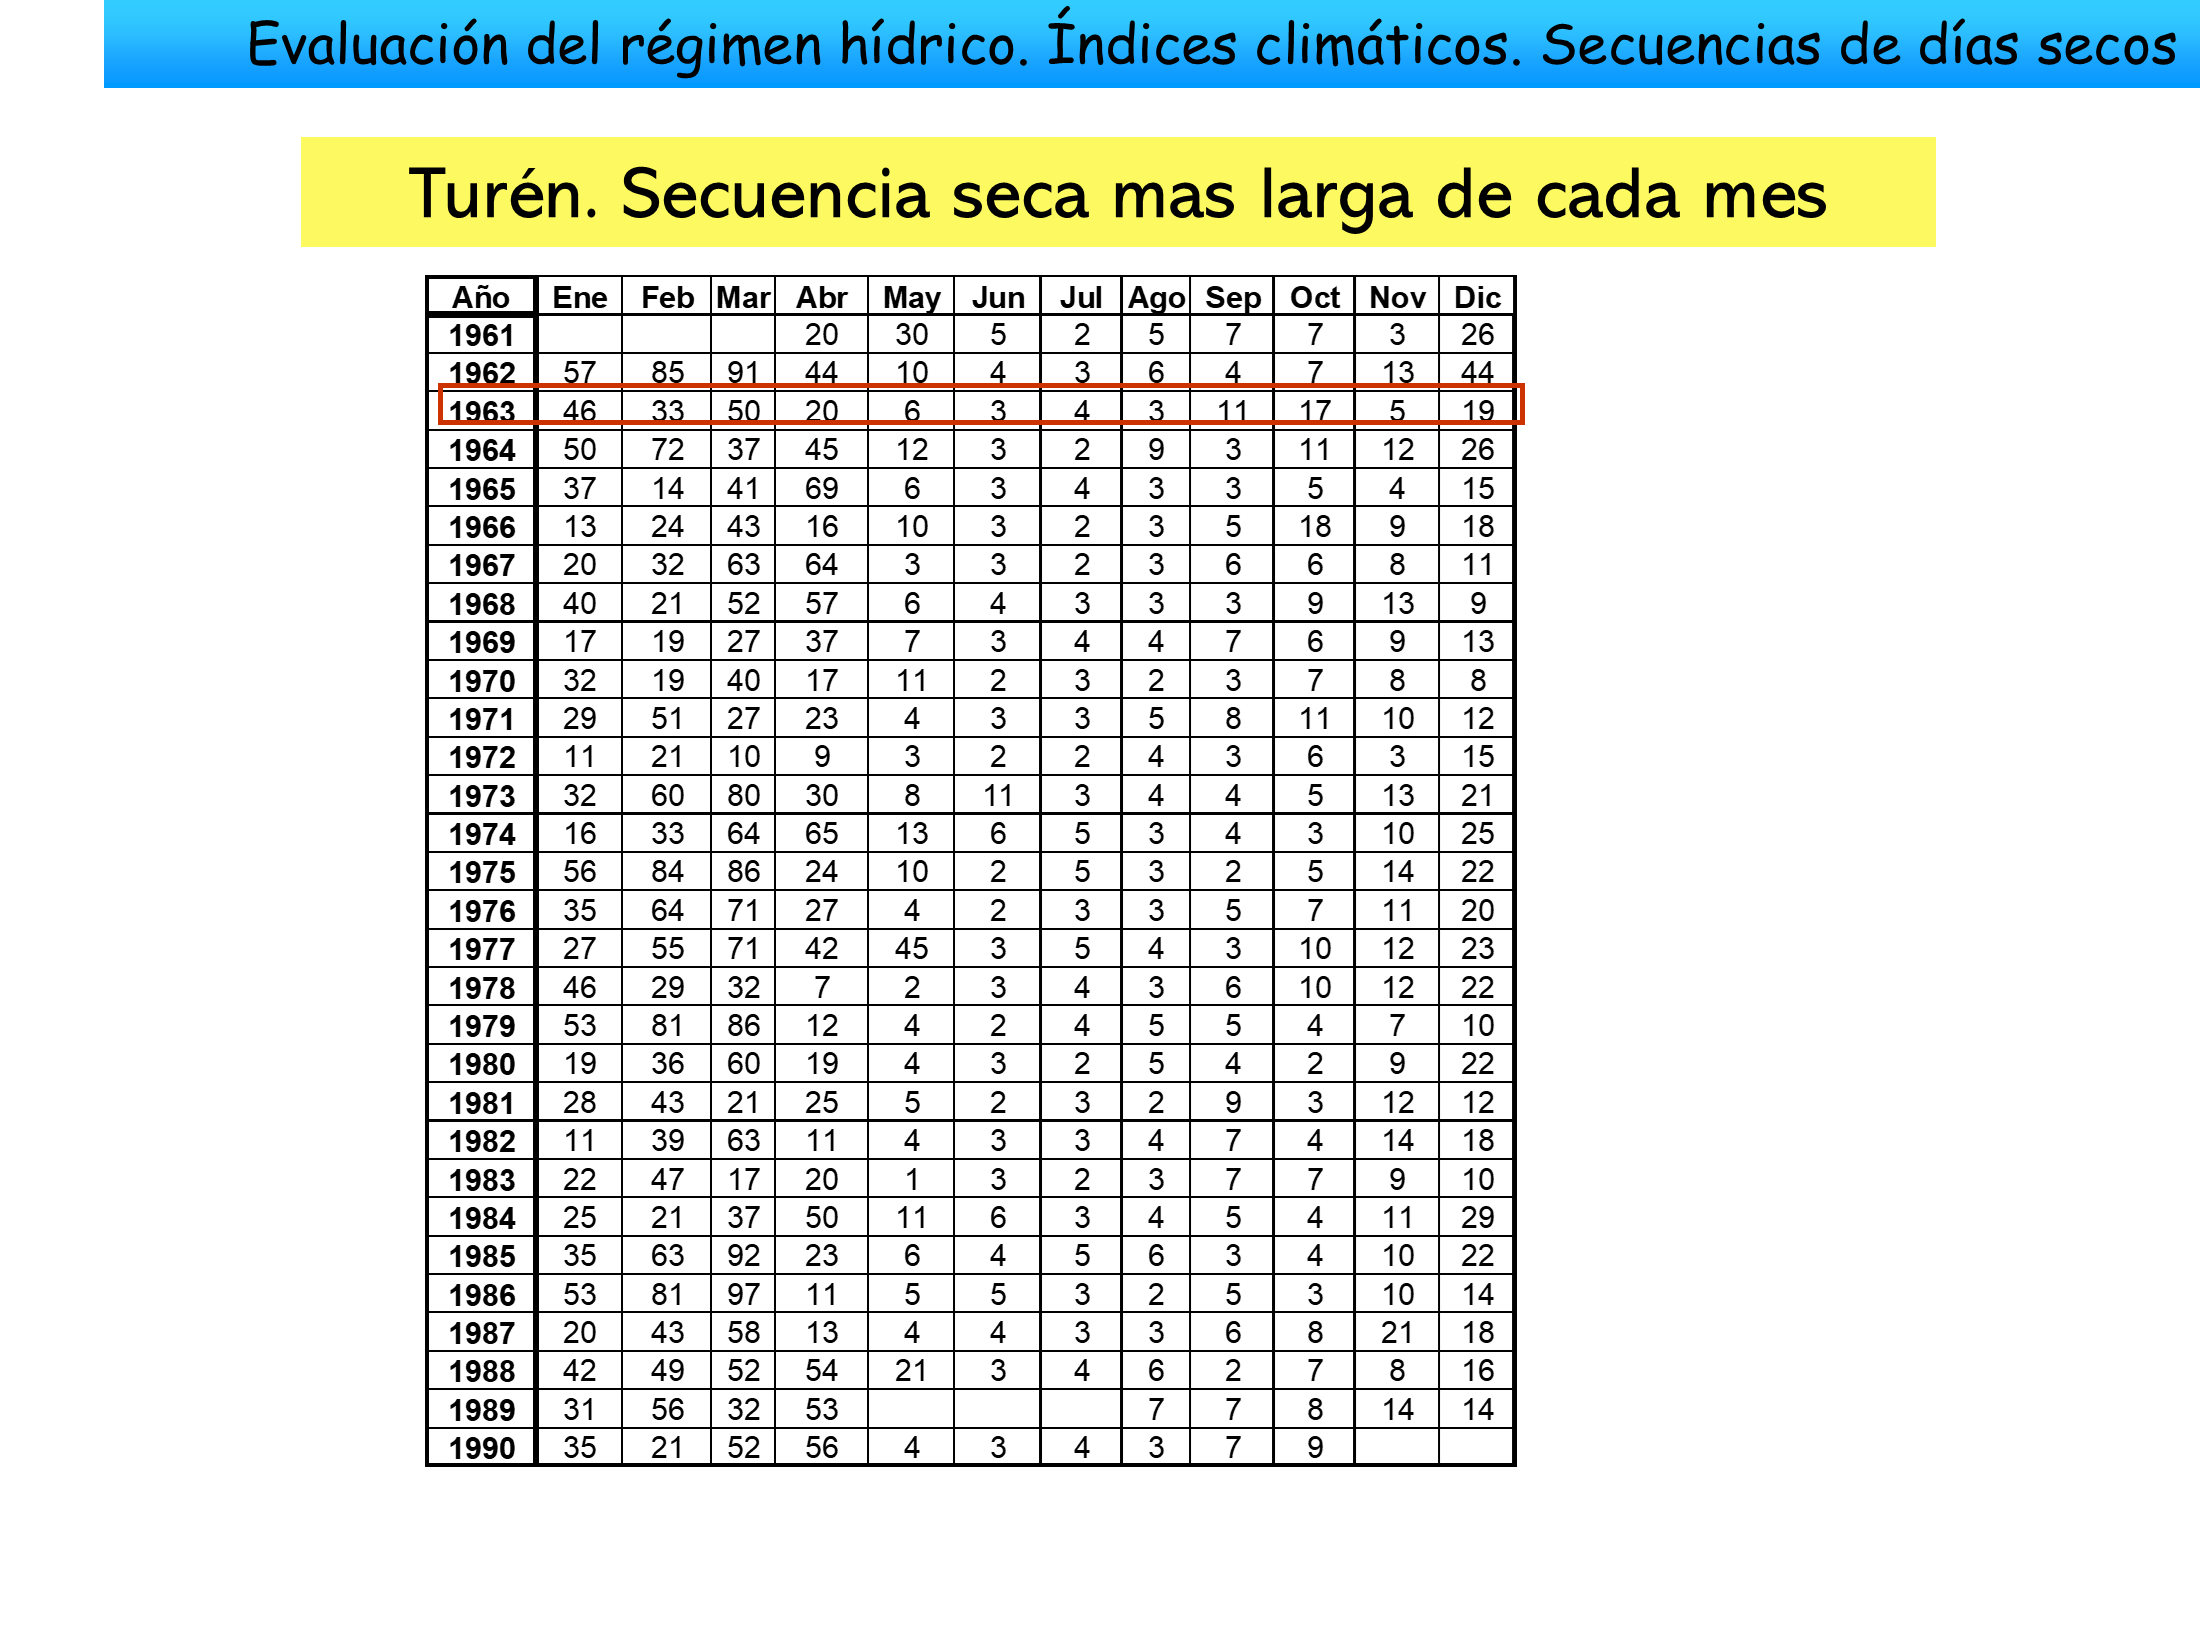 Evaluación del régimen hídrico. Índices climáticos. Secuencias de días secos
Turén. Secuencia seca mas larga de cada mes
Año Ene Feb Mar Abr May Jun Jul Ago Sep Oct Nov Dic
1961 20 30 5 2 5 7 7 3 26
1962 57 85 91 44 10 4 3 6 4 7 13 44
1963 46 33 50 20 6 3 4 3 11 17 5 19
1964 50 72 37 45 12 3 2 9 3 11 12 26
1965 37 14 41 69 6 3 4 3 3 5 4 15
1966 13 24 43 16 10 3 2 3 5 18 9 18
1967 20 32 63 64 3 3 2 3 6 6 8 11
1968 40 21 52 57 6 4 3 3 3 9 13 9
1969 17 19 27 37 7 3 4 4 7 6 9 13
1970 32 19 40 17 11 2 3 2 3 7 8 8
1971 29 51 27 23 4 3 3 5 8 11 10 12
1972 11 21 10 9 3 2 2 4 3 6 3 15
1973 32 60 80 30 8 11 3 4 4 5 13 21
1974 16 33 64 65 13 6 5 3 4 3 10 25
1975 56 84 86 24 10 2 5 3 2 5 14 22
1976 35 64 71 27 4 2 3 3 5 7 11 20
1977 27 55 71 42 45 3 5 4 3 10 12 23
1978 46 29 32 7 2 3 4 3 6 10 12 22
1979 53 81 86 12 4 2 4 5 5 4 7 10
1980 19 36 60 19 4 3 2 5 4 2 9 22
1981 28 43 21 25 5 2 3 2 9 3 12 12
1982 11 39 63 11 4 3 3 4 7 4 14 18
1983 22 47 17 20 1 3 2 3 7 7 9 10
1984 25 21 37 50 11 6 3 4 5 4 11 29
1985 35 63 92 23 6 4 5 6 3 4 10 22
1986 53 81 97 11 5 5 3 2 5 3 10 14
1987 20 43 58 13 4 4 3 3 6 8 21 18
1988 42 49 52 54 21 3 4 6 2 7 8 16
1989 31 56 32 53 7 7 8 14 14
1990 35 21 52 56 4 3 4 3 7 9